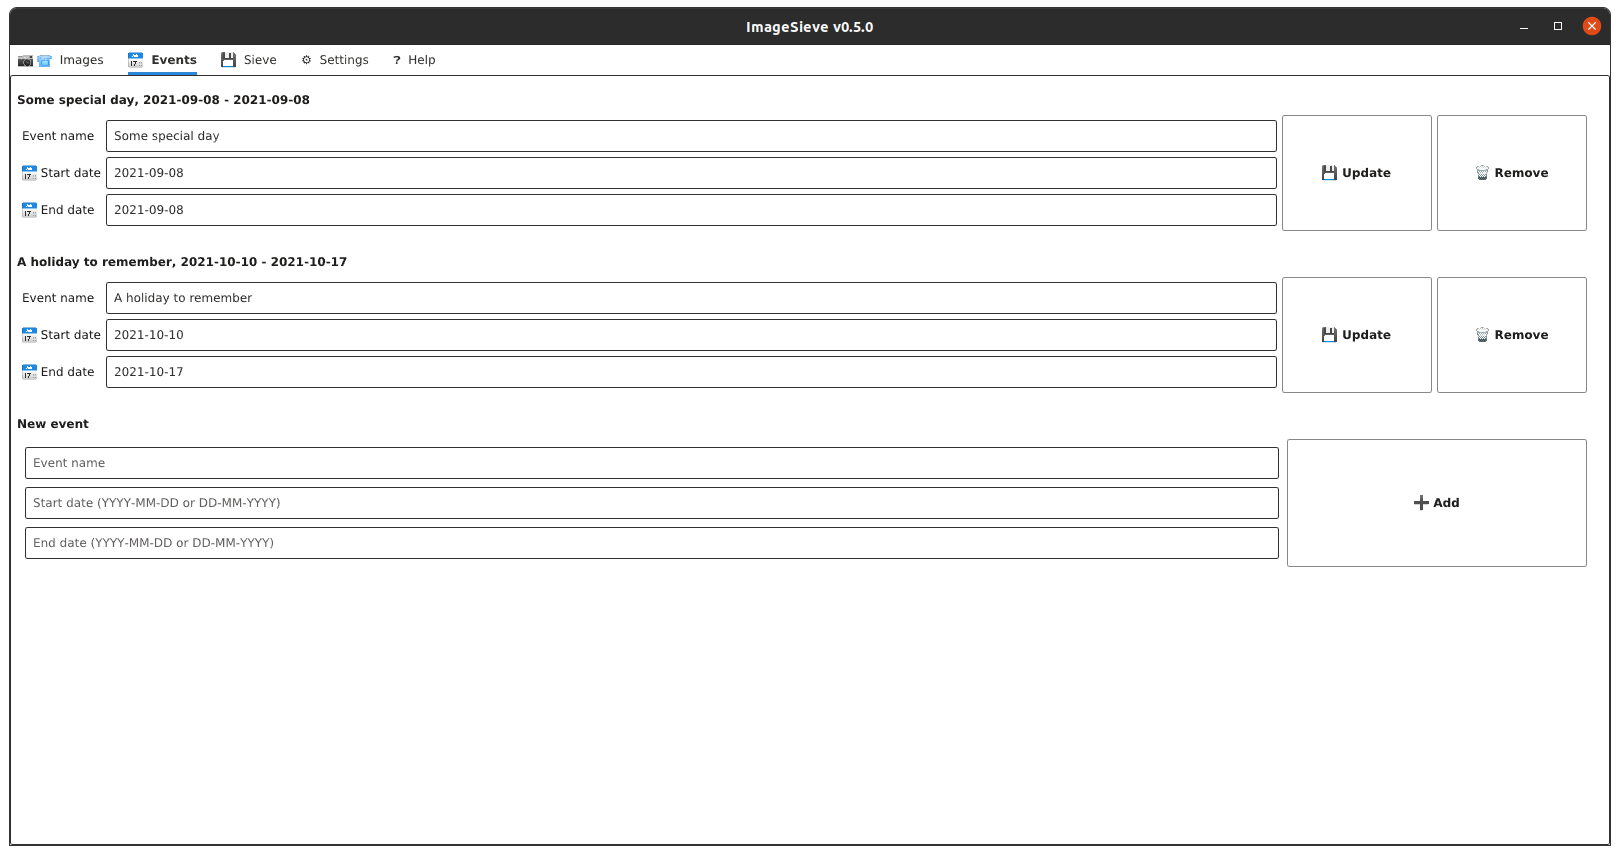 ImageSieve v0.5.0
Images Events Sieve Settings ? Help
Some special day, 2021-09-08 - 2021-09-08
Event name Some special day
Start date 2021-09-08
Update Remove
End date 2021-09-08
A holiday to remember, 2021-10-10 - 2021-10-17
Event name A holiday to remember
Start date 2021-10-10
Update Remove
End date 2021-10-17
New event
Event name
Start date (YYYY-MM-DD or DD-MM-YYYY)
Add
End date (YYYY-MM-DD or DD-MM-YYYY)